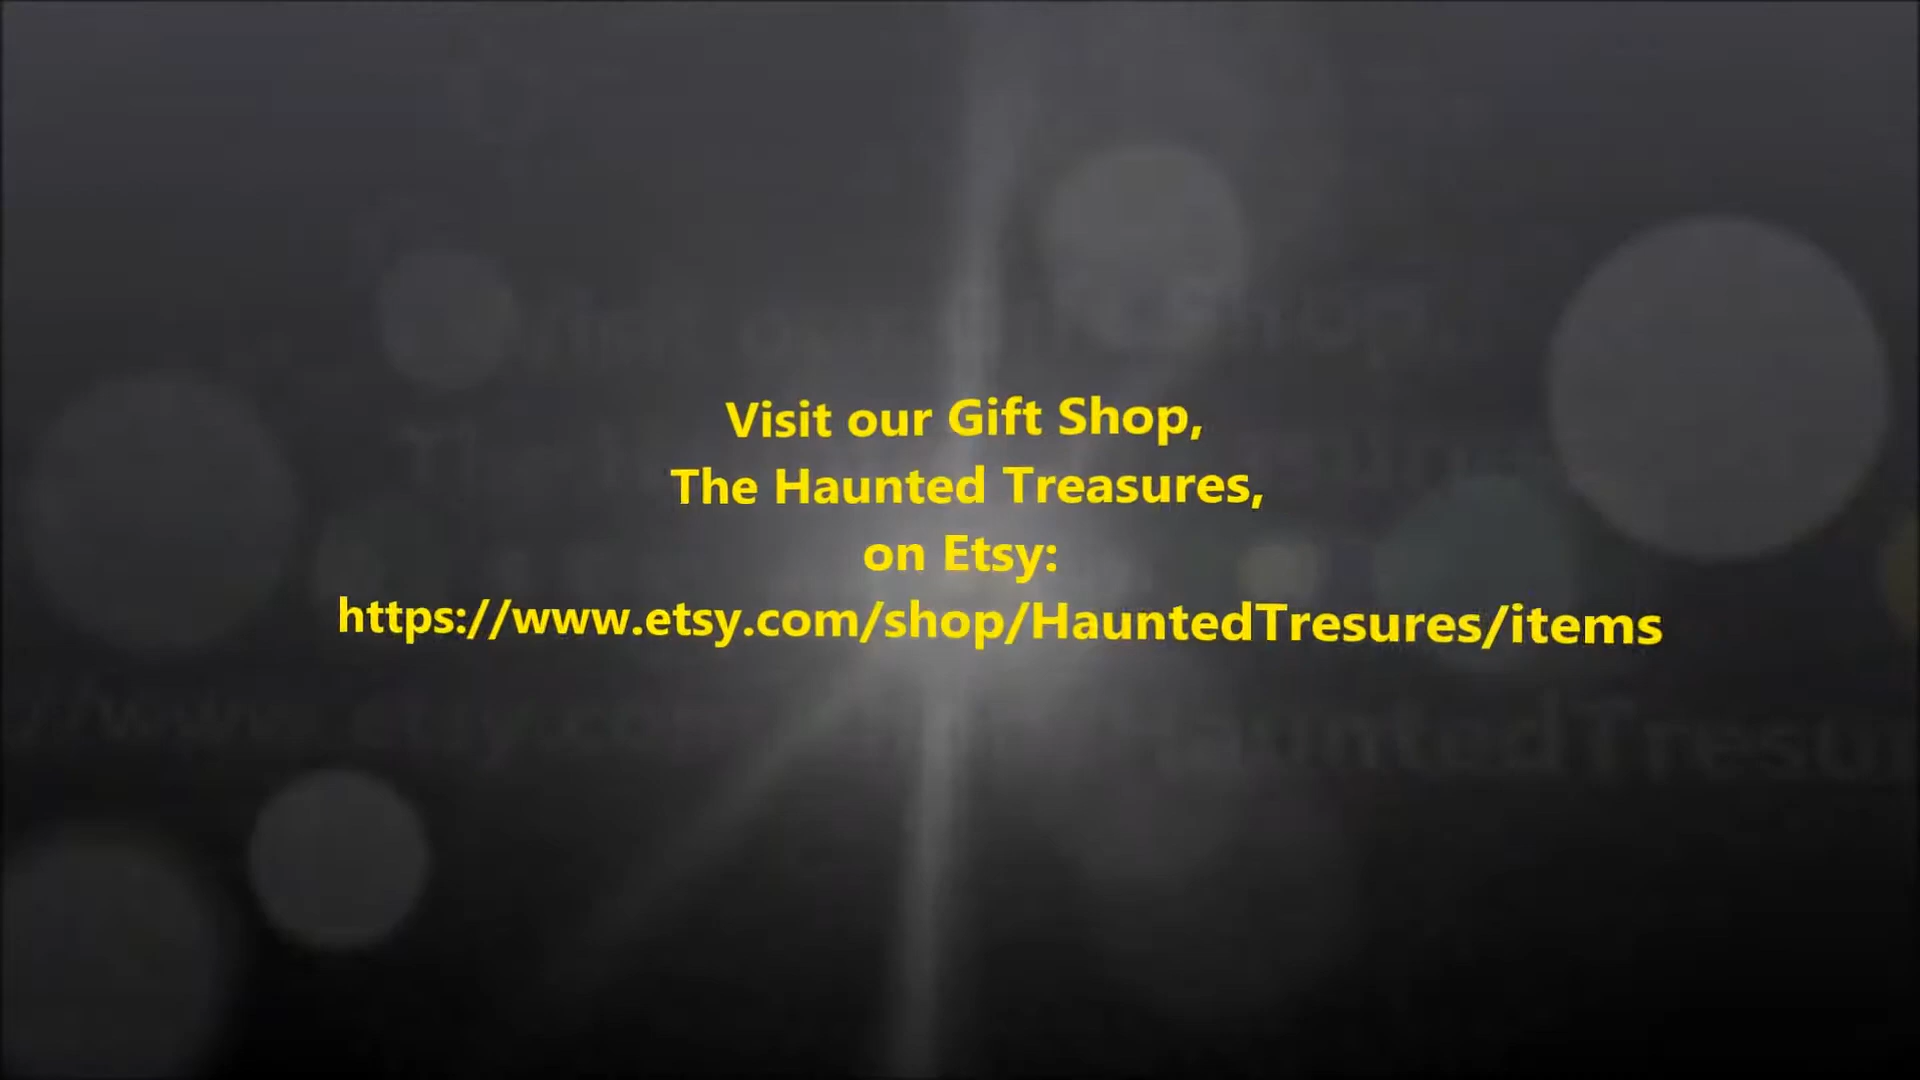 Visit our Gift Shop,
The Haunted Treasures,
on Etsy:
https://www.etsy.com/shop/HauntedTresures/items